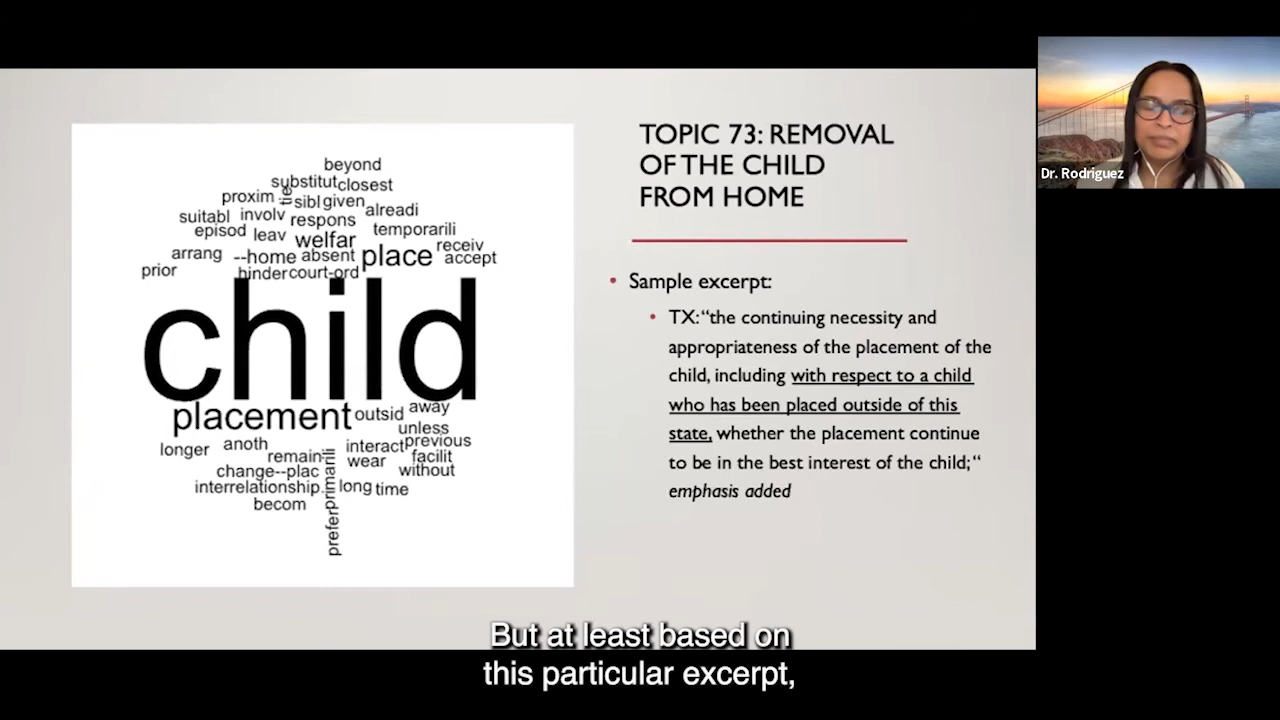 beyond
substitut closest
proxim tie sibl given
suitabl involv respons alreadi
episod leav welfar temporarili
arrang --home absent place receiv
accept
prior hinder court-ord
child
placement outsid away
unless
longer anoth interact previous
remain wear facilit
change--plac without
interrelationship primarili long time
becom
prefer
TOPIC 73: REMOVAL
OF THE CHILD
FROM HOME
• Sample excerpt:
• TX: “the continuing necessity and
appropriateness of the placement of the
child, including with respect to a child
who has been placed outside of this
state, whether the placement continue
to be in the best interest of the child;“
emphasis added
Dr. Rodriguez
But at least based on
this particular excerpt,